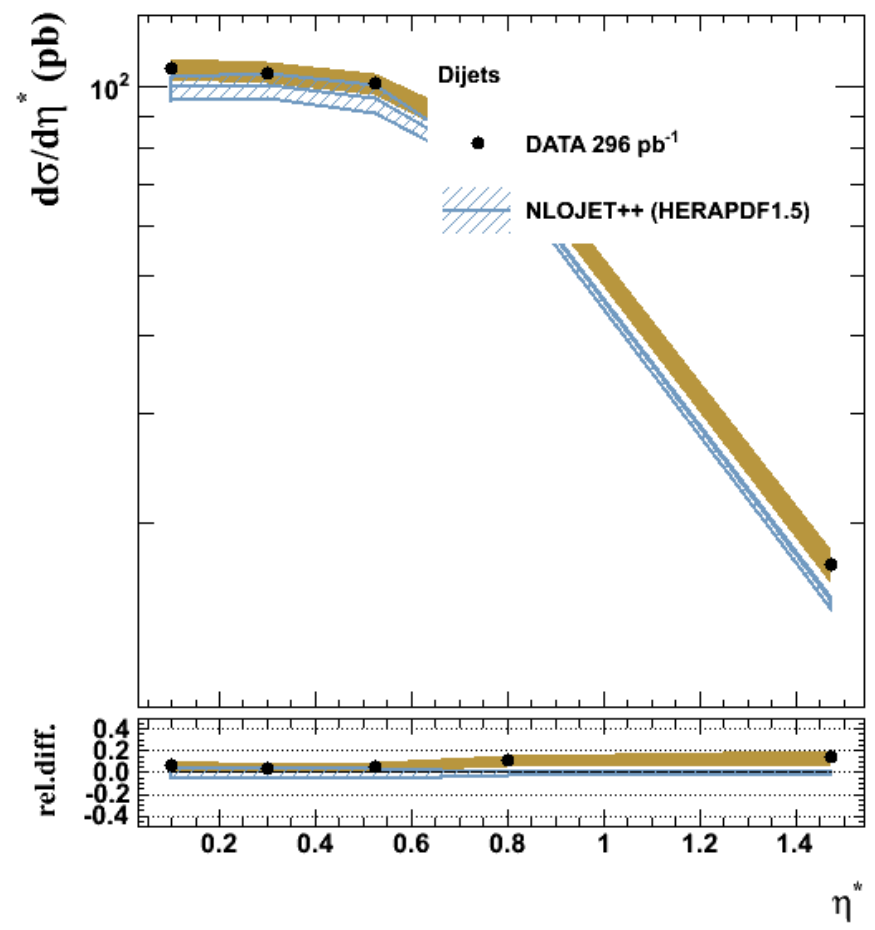 dσ/dη* (pb)
10²
Dijets
DATA 296 pb⁻¹
NLOJET++ (HERAPDF1.5)
rel.diff.
0.4
0.2
0.0
-0.2
-0.4
0.2 0.4 0.6 0.8 1 1.2 1.4
η*